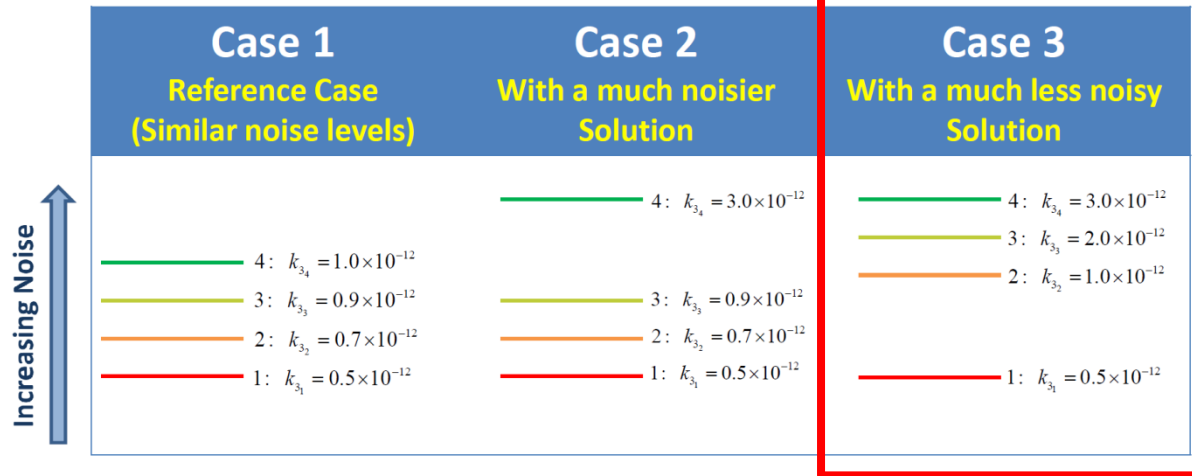 Case 1
Reference Case
(Similar noise levels)
Case 2
With a much noisier
Solution
Case 3
With a much less noisy
Solution
Increasing Noise
4: k_{3_4} = 1.0×10^{-12}
3: k_{3_3} = 0.9×10^{-12}
2: k_{3_2} = 0.7×10^{-12}
1: k_{3_1} = 0.5×10^{-12}
4: k_{3_4} = 3.0×10^{-12}
3: k_{3_3} = 0.9×10^{-12}
2: k_{3_2} = 0.7×10^{-12}
1: k_{3_1} = 0.5×10^{-12}
4: k_{3_4} = 3.0×10^{-12}
3: k_{3_3} = 2.0×10^{-12}
2: k_{3_2} = 1.0×10^{-12}
1: k_{3_1} = 0.5×10^{-12}